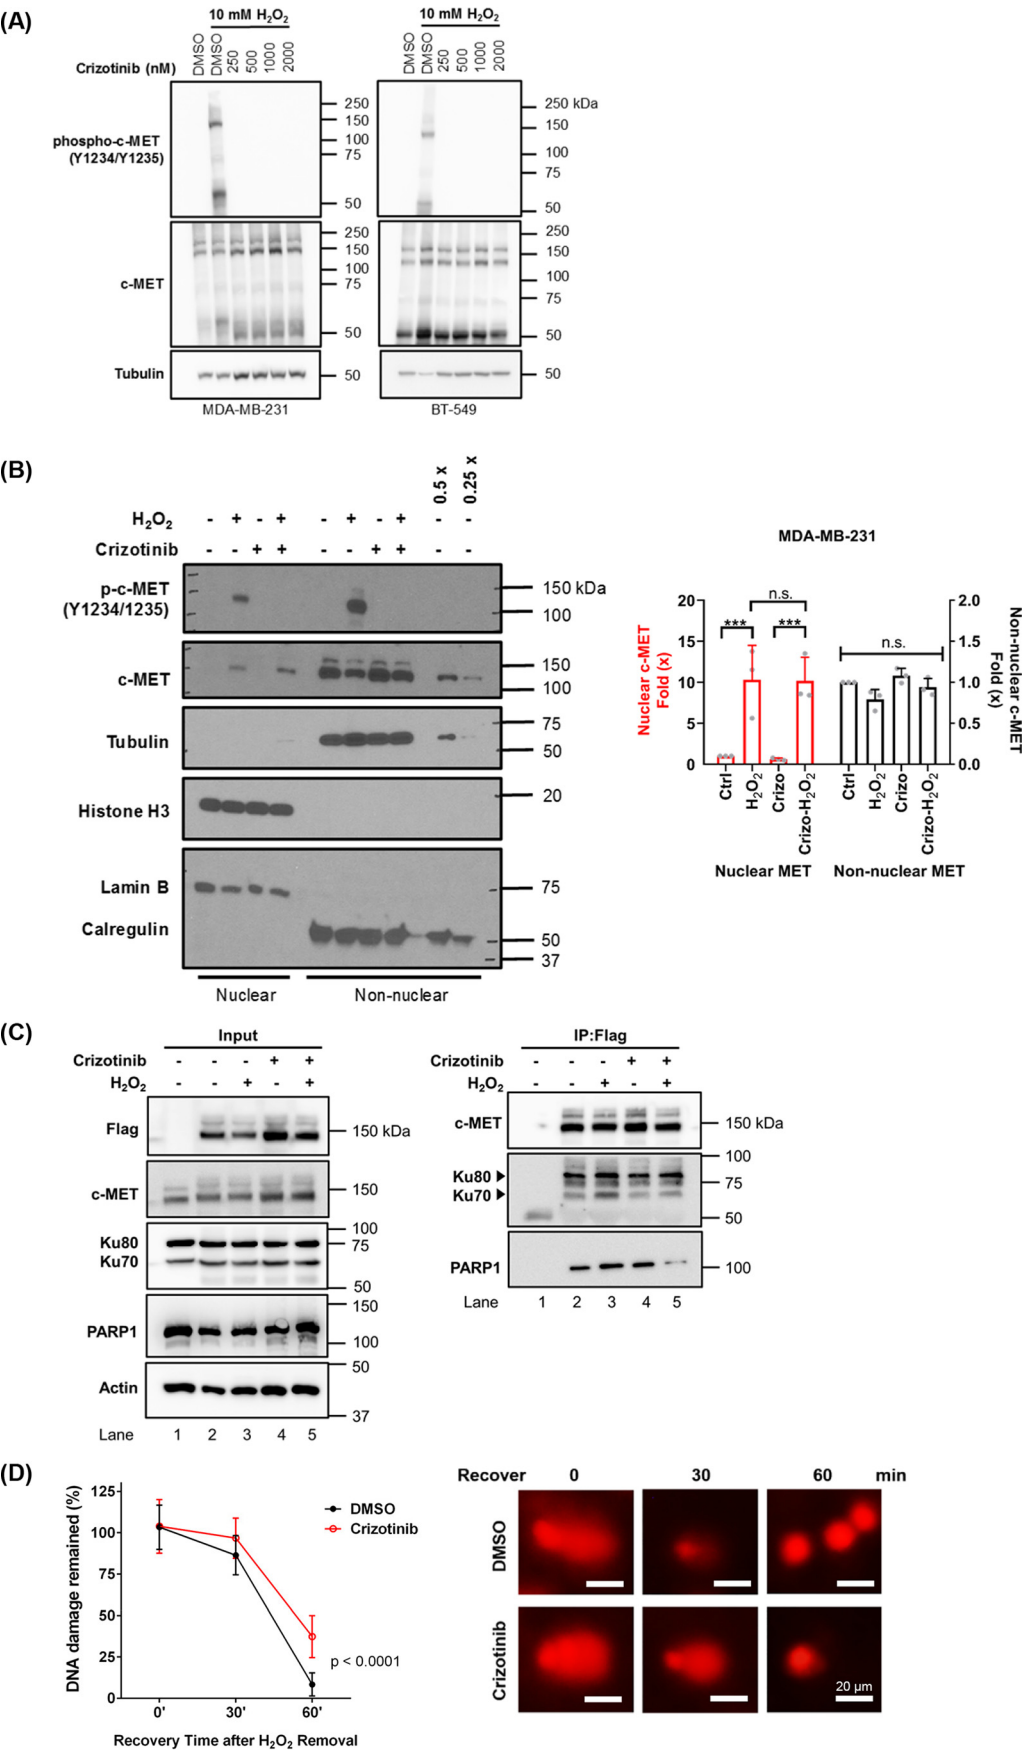 (A)
10 mM H₂O₂
Crizotinib (nM) DMSO DMSO 250 500 1000 2000
phospho-c-MET
(Y1234/Y1235)
250
150
100
75
50
c-MET
250
150
100
75
50
Tubulin
50
MDA-MB-231
10 mM H₂O₂
DMSO DMSO 250 500 1000 2000
250 kDa
150
100
75
50
250
150
100
75
50
50
BT-549
(B)
0.5 x 0.25 x
H₂O₂ - + - + - + - + - -
Crizotinib - - + + - - + + - -
p-c-MET
(Y1234/1235)
150 kDa
100
c-MET
150
100
Tubulin
75
50
Histone H3
20
Lamin B
75
Calregulin
50
37
Nuclear Non-nuclear
MDA-MB-231
Nuclear c-MET
Fold (x)
20
15
10
5
0
n.s.
*** ***
n.s.
2.0
1.5
1.0
0.5
0.0
Non-nuclear c-MET
Fold (x)
Ctrl H₂O₂ Crizo Crizo-H₂O₂ Ctrl H₂O₂ Crizo Crizo-H₂O₂
Nuclear MET Non-nuclear MET
(C)
Input
Crizotinib - - - + +
H₂O₂ - - + - +
Flag
150 kDa
c-MET
150
Ku80
Ku70
100
75
50
PARP1
150
100
Actin
50
37
Lane 1 2 3 4 5
IP:Flag
Crizotinib - - - + +
H₂O₂ - - + - +
c-MET
150 kDa
Ku80
Ku70
100
75
50
PARP1
100
Lane 1 2 3 4 5
(D)
DNA damage remained (%)
125
100
75
50
25
0
DMSO
Crizotinib
p < 0.0001
0' 30' 60'
Recovery Time after H₂O₂ Removal
Recover 0 30 60 min
DMSO
Crizotinib
20 µm